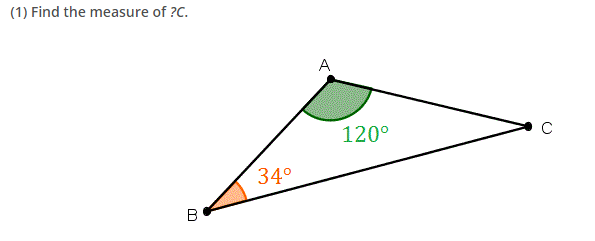 (1) Find the measure of ?C.
A
120°
C
34°
B